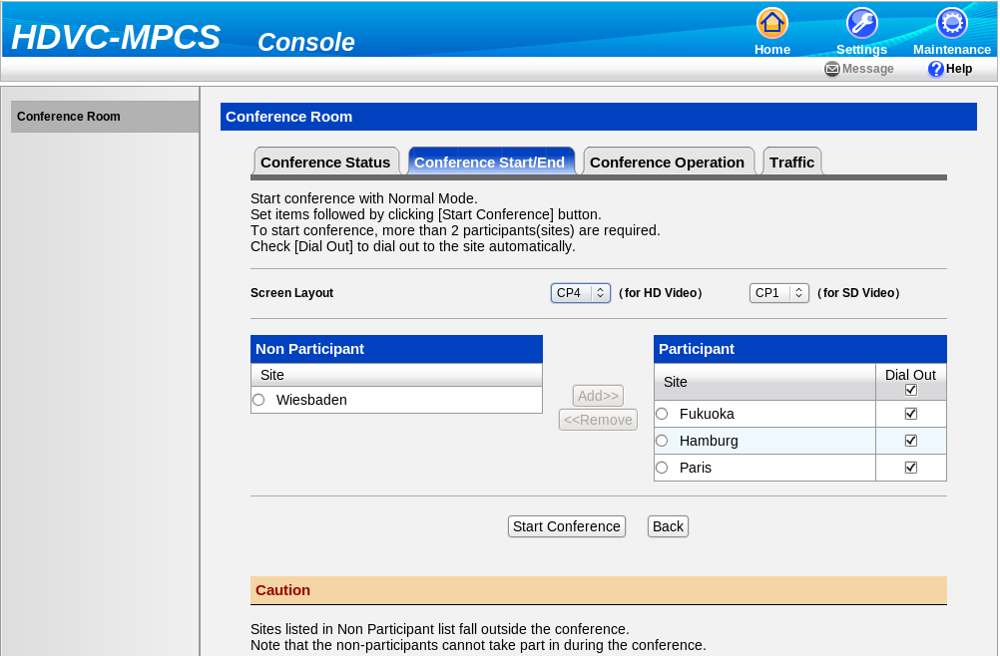 HDVC-MPCS Console
Home Settings Maintenance
Message Help
Conference Room
Conference Room
Conference Status Conference Start/End Conference Operation Traffic
Start conference with Normal Mode.
Set items followed by clicking [Start Conference] button.
To start conference, more than 2 participants(sites) are required.
Check [Dial Out] to dial out to the site automatically.
Screen Layout CP4 (for HD Video) CP1 (for SD Video)
Non Participant
Site
Wiesbaden
Add>>
<<Remove
Participant
Site Dial Out
Fukuoka
Hamburg
Paris
Start Conference Back
Caution
Sites listed in Non Participant list fall outside the conference.
Note that the non-participants cannot take part in during the conference.